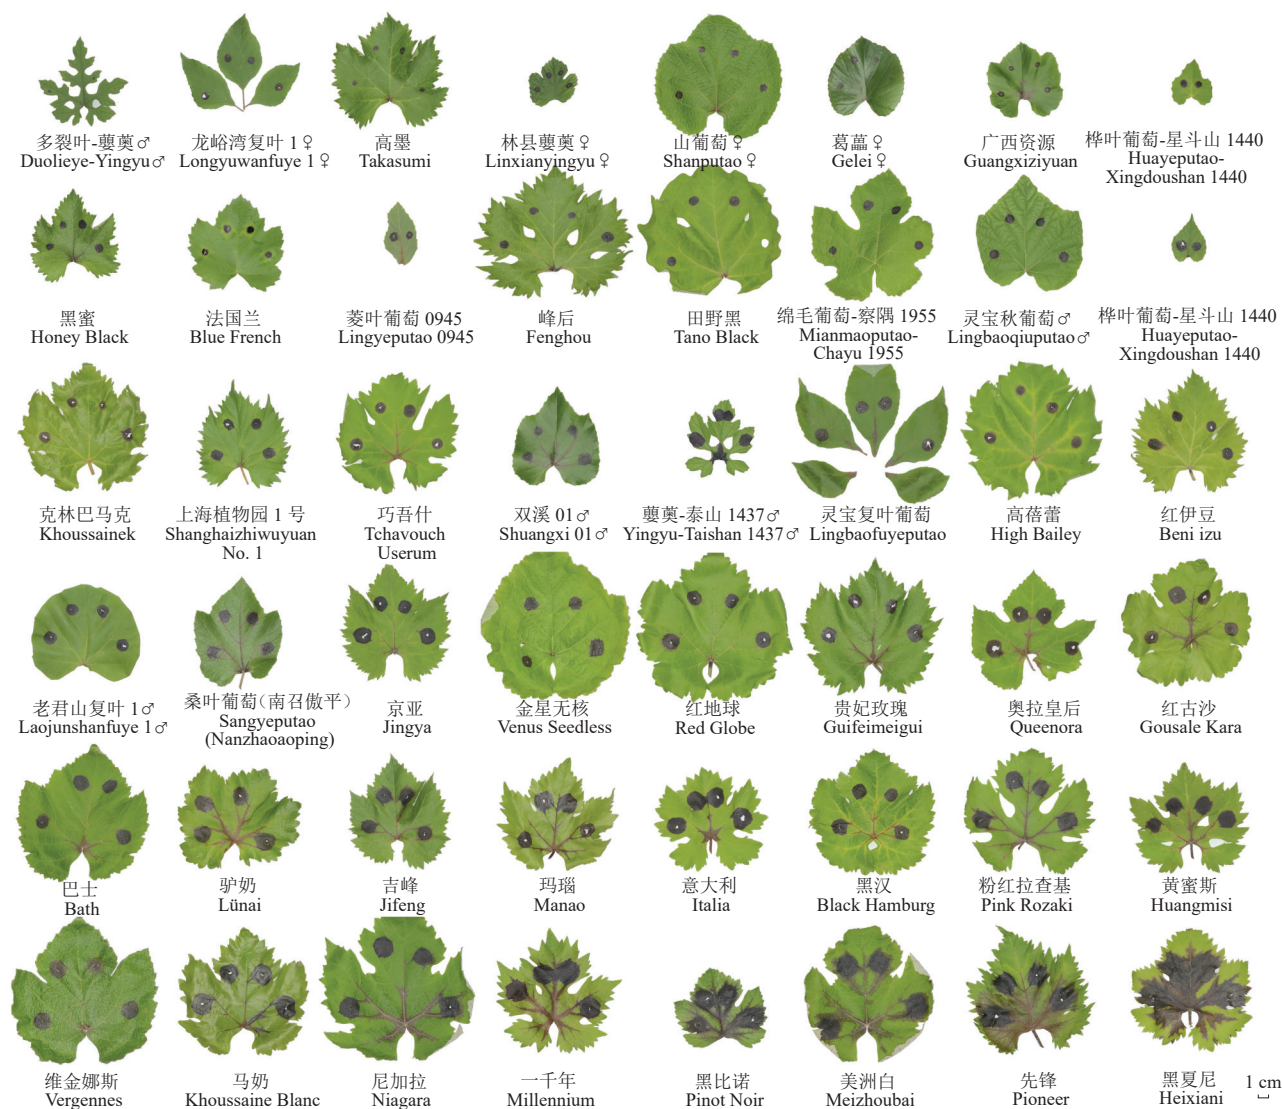 多裂叶-蘡薁♂
Duolieye-Yingyu♂
龙峪湾复叶 1♀
Longyuwanfuye 1♀
高墨
Takasumi
林县蘡薁♀
Linxianyingyu♀
山葡萄♀
Shanputao♀
葛藟♀
Gelei♀
广西资源
Guangxiziyuan
桦叶葡萄-星斗山 1440
Huayeputao-
Xingdoushan 1440
黑蜜
Honey Black
法国兰
Blue French
菱叶葡萄 0945
Lingyeputao 0945
峰后
Fenghou
田野黑
Tano Black
绵毛葡萄-察隅 1955
Mianmaoputao-
Chayu 1955
灵宝秋葡萄♂
Lingbaoqiuputao♂
桦叶葡萄-星斗山 1440
Huayeputao-
Xingdoushan 1440
克林巴马克
Khoussainek
上海植物园 1 号
Shanghaizhiwuyuan
No. 1
巧吾什
Tchavouch
Userum
双溪 01♂
Shuangxi 01♂
蘡薁-泰山 1437♂
Yingyu-Taishan 1437♂
灵宝复叶葡萄
Lingbaofuyeputao
高蓓蕾
High Bailey
红伊豆
Beni izu
老君山复叶 1♂
Laojunshanfuye 1♂
桑叶葡萄(南召傲平)
Sangyeputao
(Nanzhaoaoping)
京亚
Jingya
金星无核
Venus Seedless
红地球
Red Globe
贵妃玫瑰
Guifeimeigui
奥拉皇后
Queenora
红古沙
Gousale Kara
巴士
Bath
驴奶
Lünai
吉峰
Jifeng
玛瑙
Manao
意大利
Italia
黑汉
Black Hamburg
粉红拉查基
Pink Rozaki
黄蜜斯
Huangmisi
维金娜斯
Vergennes
马奶
Khoussaine Blanc
尼加拉
Niagara
一千年
Millennium
黑比诺
Pinot Noir
美洲白
Meizhoubai
先锋
Pioneer
黑夏尼
Heixiani
1 cm